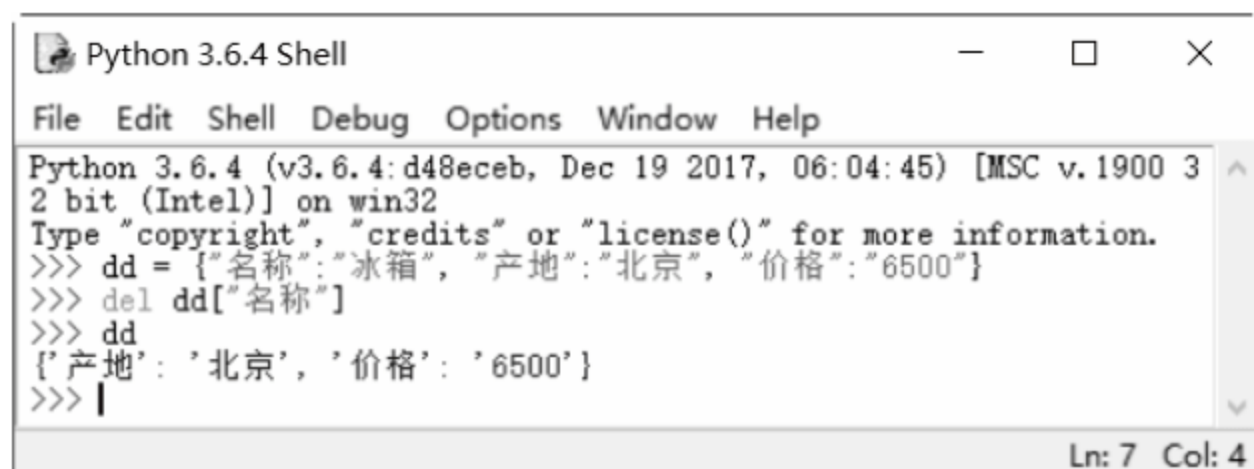 Python 3.6.4 Shell
File Edit Shell Debug Options Window Help
Python 3.6.4 (v3.6.4:d48eceb, Dec 19 2017, 06:04:45) [MSC v.1900 3
2 bit (Intel)] on win32
Type "copyright", "credits" or "license()" for more information.
>>> dd = {"名称":"冰箱", "产地":"北京", "价格":"6500"}
>>> del dd["名称"]
>>> dd
{'产地': '北京', '价格': '6500'}
>>>
Ln: 7 Col: 4